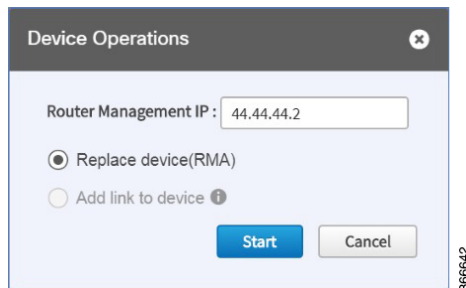 Device Operations
Router Management IP : 44.44.44.2
Replace device(RMA)
Add link to device
Start Cancel
366642